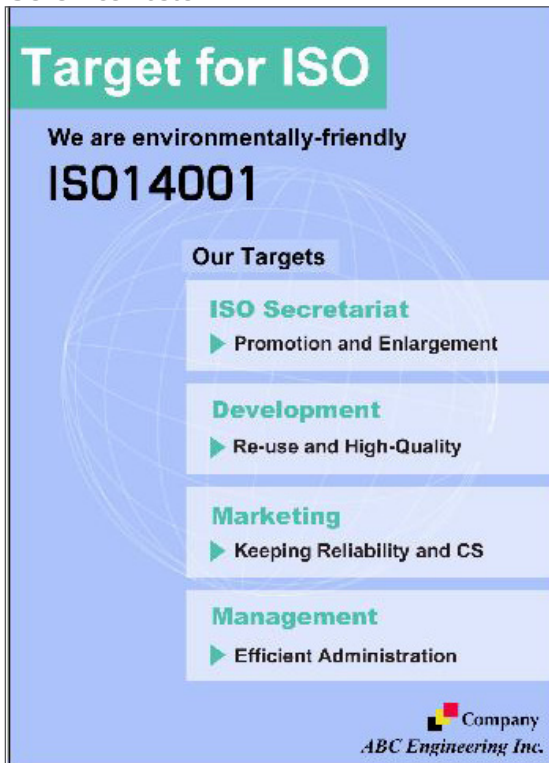 Target for ISO
We are environmentally-friendly
ISO14001
Our Targets
ISO Secretariat
Promotion and Enlargement
Development
Re-use and High-Quality
Marketing
Keeping Reliability and CS
Management
Efficient Administration
Company
ABC Engineering Inc.